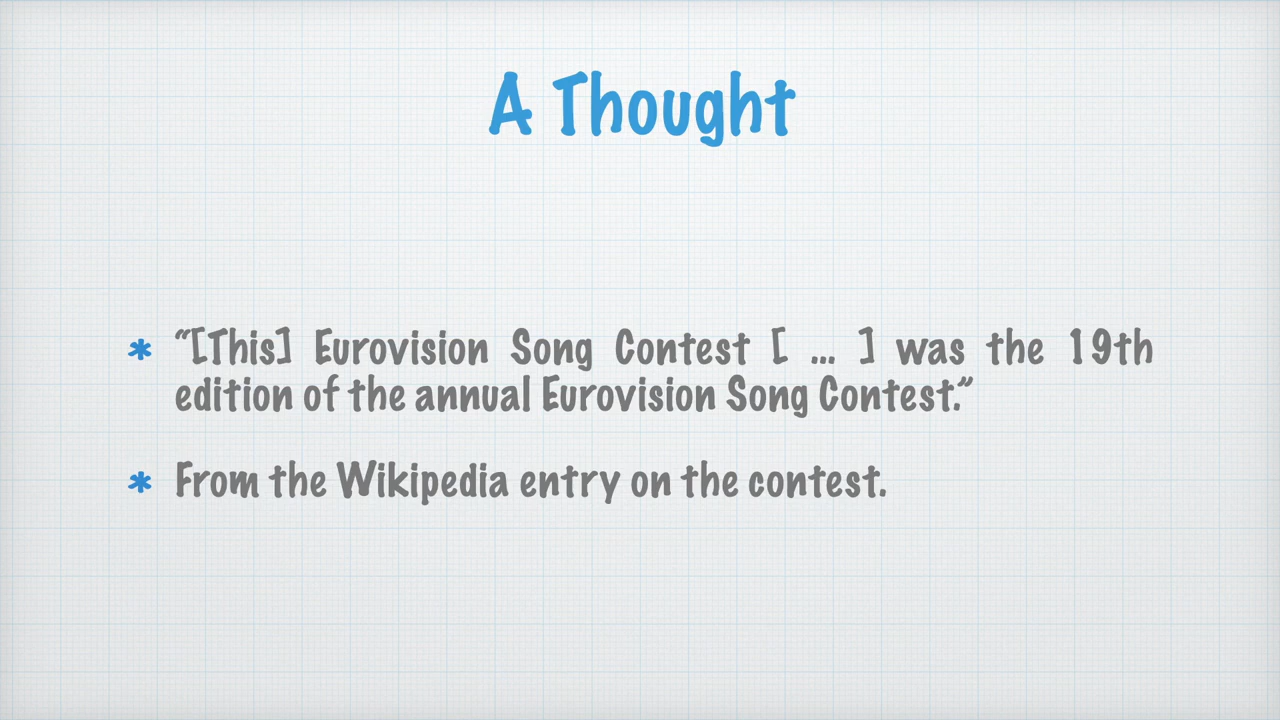 A Thought
* “[This] Eurovision Song Contest [ ... ] was the 19th
edition of the annual Eurovision Song Contest.”
* From the Wikipedia entry on the contest.